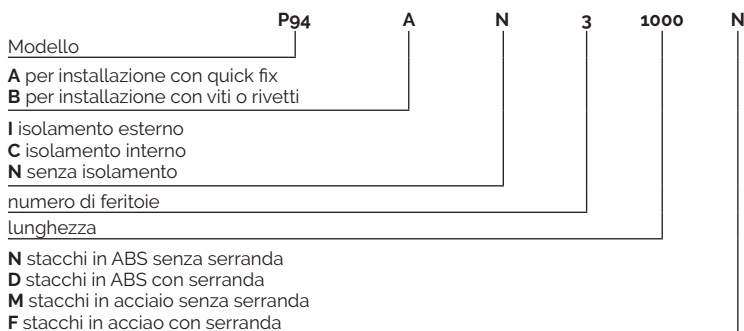 P94 A N 3 1000 N
Modello
A per installazione con quick fix
B per installazione con viti o rivetti
I isolamento esterno
C isolamento interno
N senza isolamento
numero di feritoie
lunghezza
N stacchi in ABS senza serranda
D stacchi in ABS con serranda
M stacchi in acciaio senza serranda
F stacchi in acciao con serranda